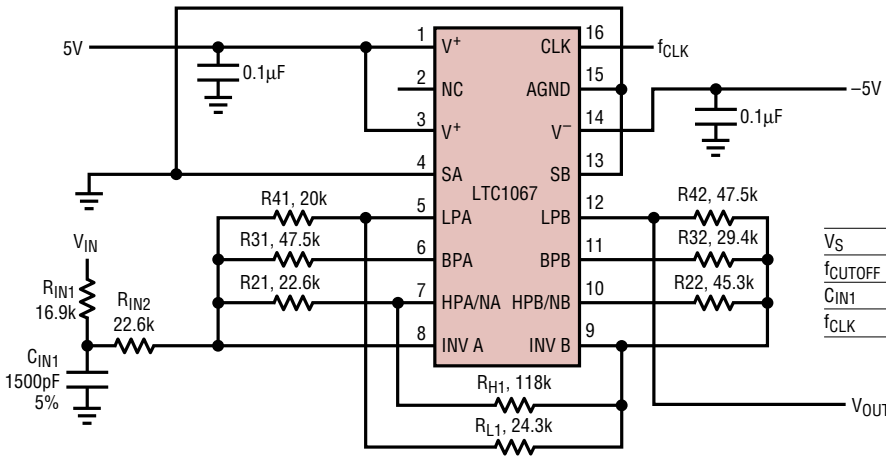 5V
0.1µF
1 V+
2 NC
3 V+
4 SA
5 LPA
6 BPA
7 HPA/NA
8 INV A
LTC1067
CLK 16
AGND 15
V− 14
SB 13
LPB 12
BPB 11
HPB/NB 10
INV B 9
fCLK
−5V
0.1µF
R41, 20k
R31, 47.5k
R21, 22.6k
R42, 47.5k
R32, 29.4k
R22, 45.3k
VIN
RIN1
16.9k
RIN2
22.6k
CIN1
1500pF
5%
RH1, 118k
RL1, 24.3k
VOUT
VS
fCUTOFF
CIN1
fCLK